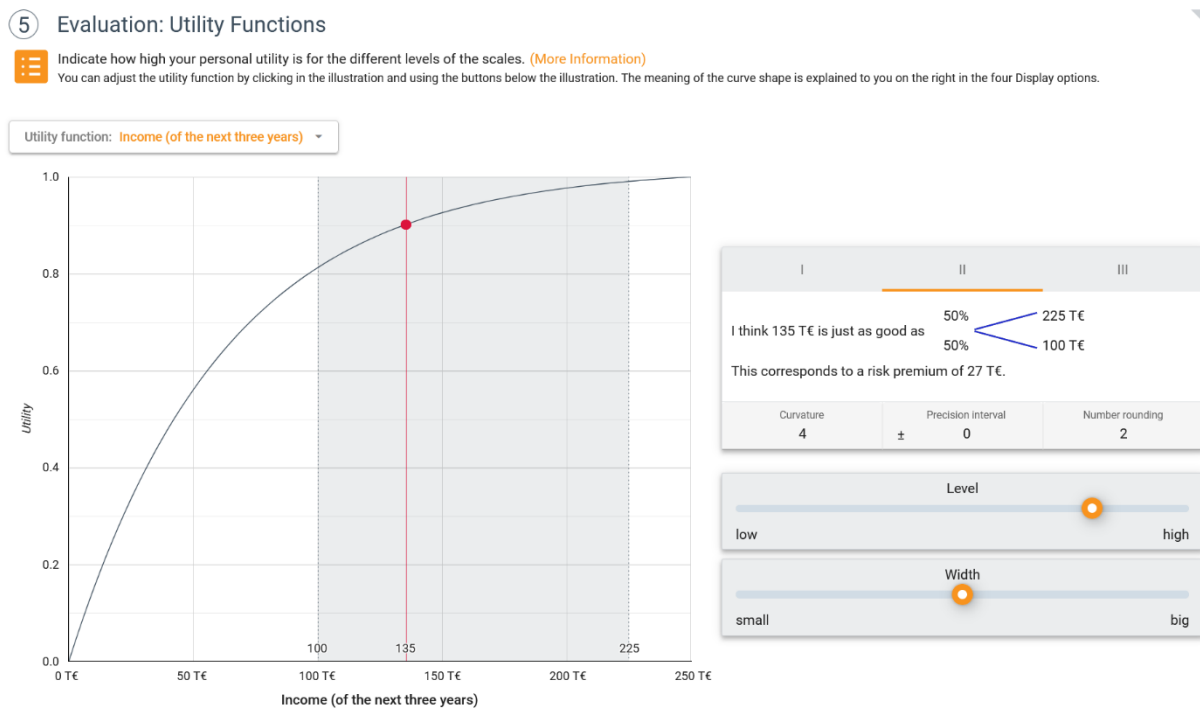 5 Evaluation: Utility Functions
Indicate how high your personal utility is for the different levels of the scales. (More Information)
You can adjust the utility function by clicking in the illustration and using the buttons below the illustration. The meaning of the curve shape is explained to you on the right in the four Display options.
Utility function: Income (of the next three years)
1.0
0.8
0.6
0.4
0.2
0.0
Utility
100 135 225
0 T€ 50 T€ 100 T€ 150 T€ 200 T€ 250 T€
Income (of the next three years)
I II III
50% 225 T€
I think 135 T€ is just as good as
50% 100 T€
This corresponds to a risk premium of 27 T€.
Curvature Precision interval Number rounding
4 ± 0 2
Level
low high
Width
small big